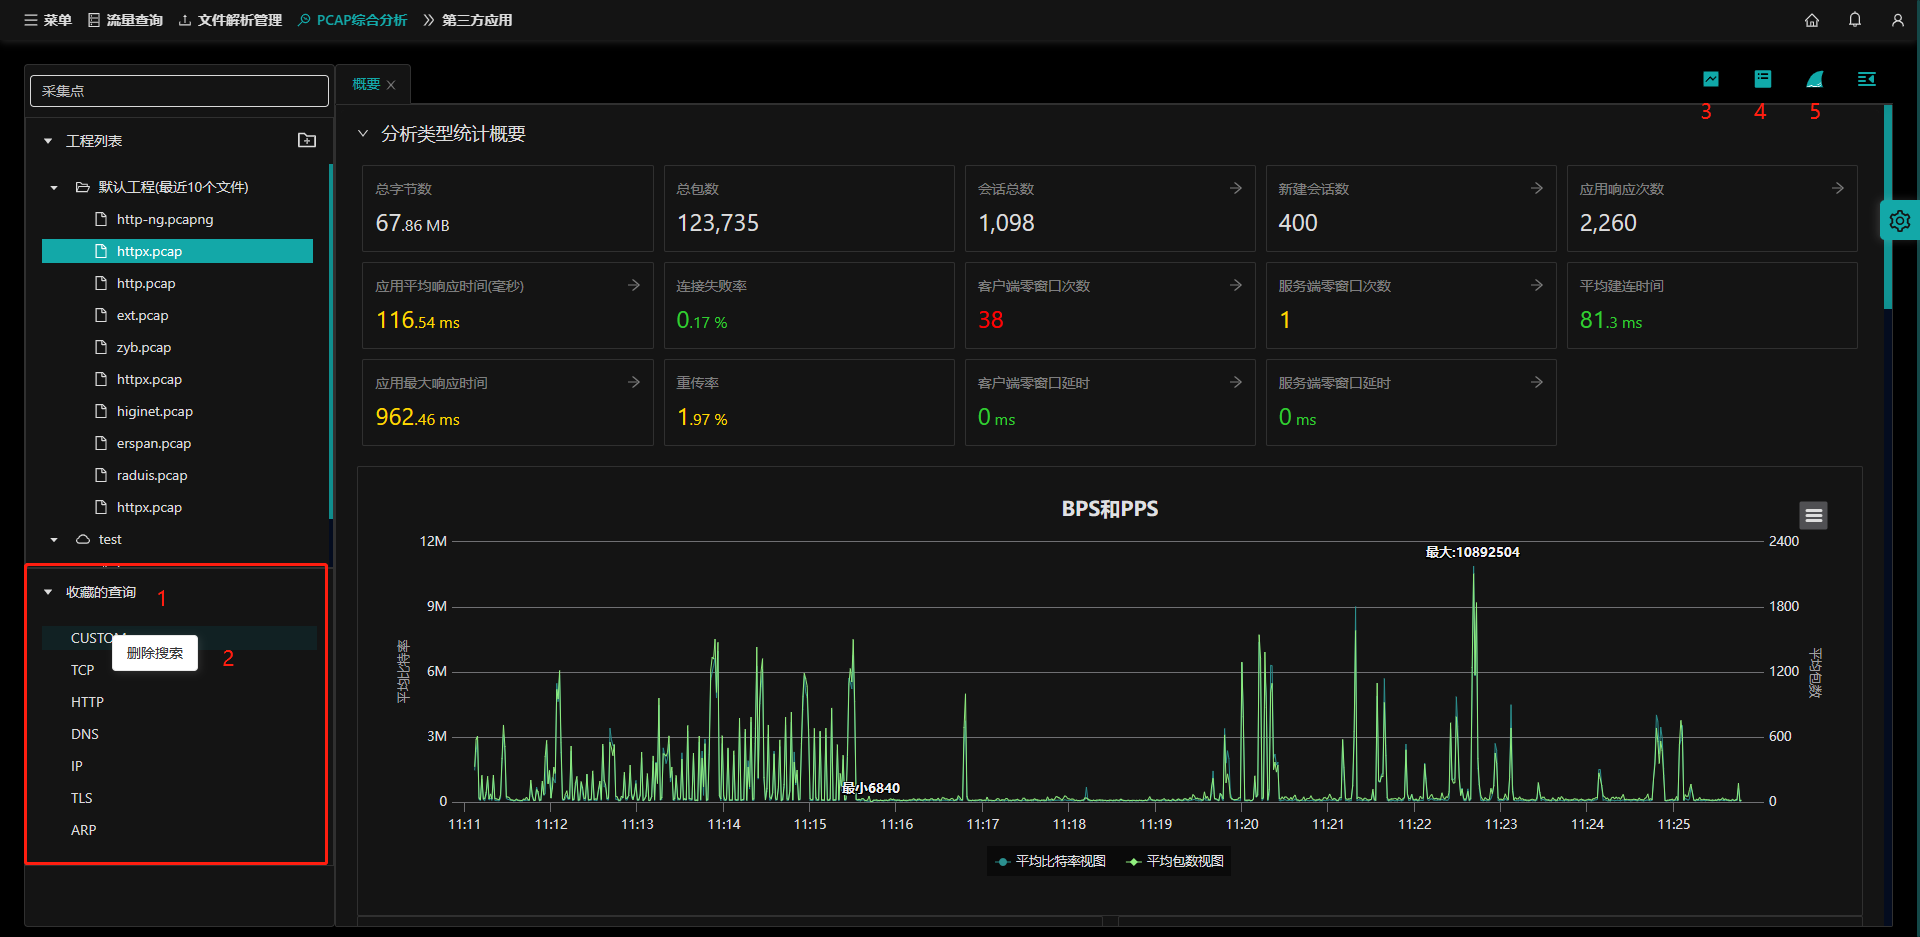 菜单 流量查询 文件解析管理 PCAP综合分析 第三方应用
采集点
工程列表
默认工程(最近10个文件)
http-ng.pcapng
httpx.pcap
http.pcap
ext.pcap
zyb.pcap
httpx.pcap
higinet.pcap
erspan.pcap
raduis.pcap
httpx.pcap
test
收藏的查询 1
CUSTOM
删除搜索 2
TCP
HTTP
DNS
IP
TLS
ARP
概要
3 4 5
分析类型统计概要
总字节数 总包数 会话总数 新建会话数 应用响应次数
67.86 MB 123,735 1,098 400 2,260
应用平均响应时间(毫秒) 连接失败率 客户端零窗口次数 服务端零窗口次数 平均建连时间
116.54 ms 0.17 % 38 1 81.3 ms
应用最大响应时间 重传率 客户端零窗口延时 服务端零窗口延时
962.46 ms 1.97 % 0 ms 0 ms
BPS和PPS
12M 2400
最大:10892504
9M 1800
平均比特率
6M 1200
平均包数
3M 600
最小6840
0 0
11:11 11:12 11:13 11:14 11:15 11:16 11:17 11:18 11:19 11:20 11:21 11:22 11:23 11:24 11:25
平均比特率视图 平均包数视图